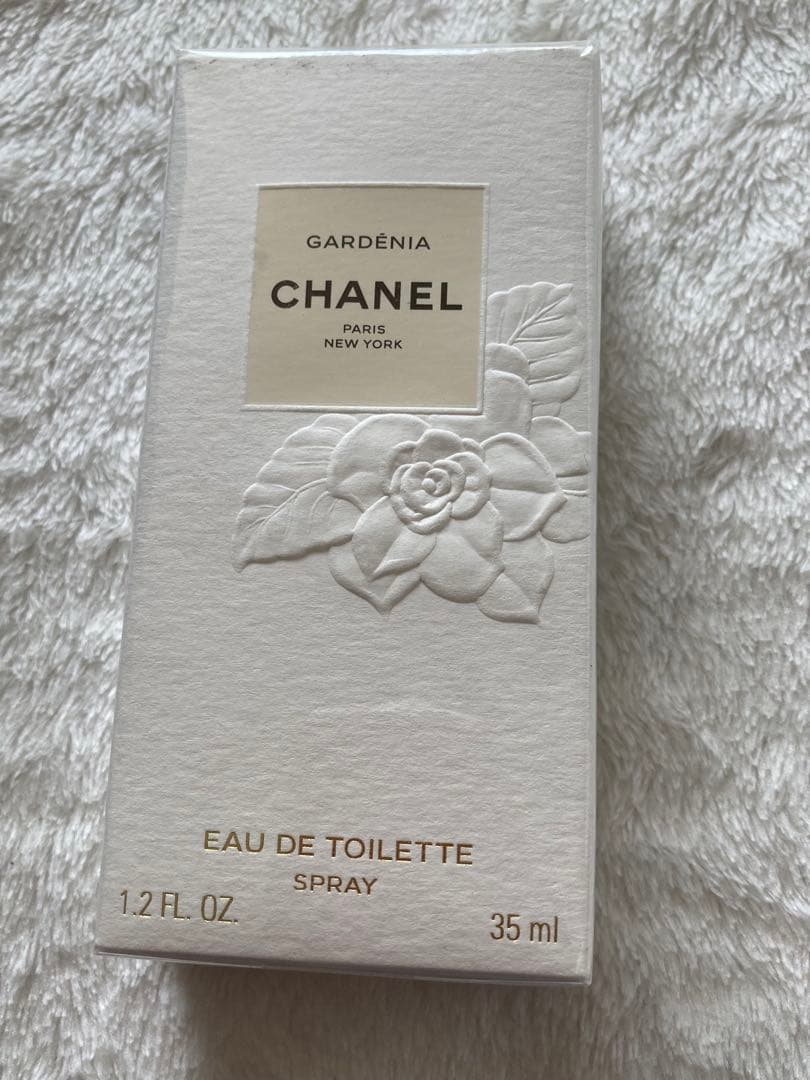 GARDÉNIA
CHANEL
PARIS
NEW YORK
EAU DE TOILETTE
SPRAY
1.2 FL. OZ.
35 ml